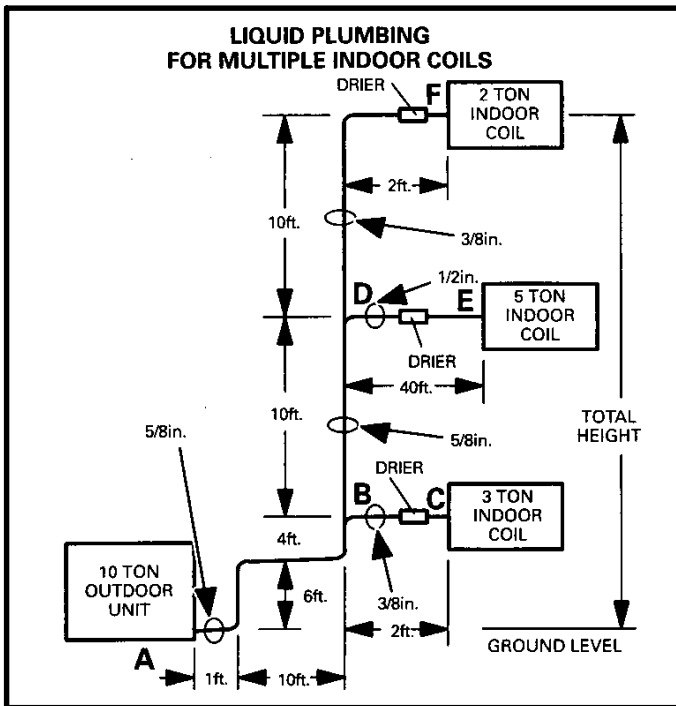 LIQUID PLUMBING
FOR MULTIPLE INDOOR COILS
DRIER
F
2 TON
INDOOR
COIL
2ft.
10ft.
3/8in.
1/2in.
D
E
5 TON
INDOOR
COIL
DRIER
40ft.
10ft.
5/8in.
TOTAL
HEIGHT
5/8in.
DRIER
B
C
3 TON
INDOOR
COIL
4ft.
10 TON
OUTDOOR
UNIT
6ft.
3/8in.
2ft.
GROUND LEVEL
A
1ft.
10ft.